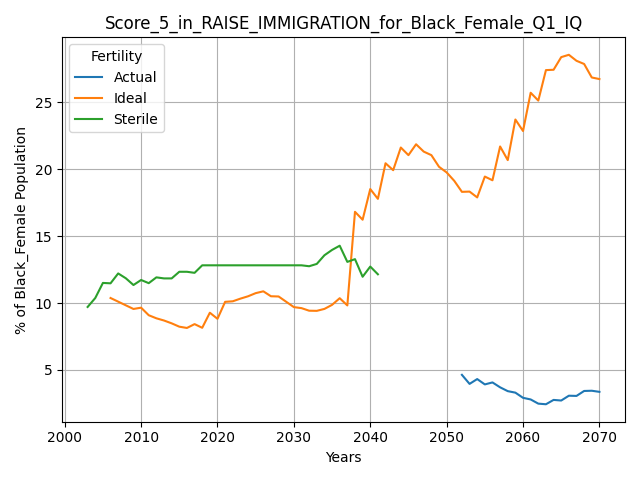 Score_5_in_RAISE_IMMIGRATION_for_Black_Female_Q1_IQ
Fertility
Actual
Ideal
Sterile
% of Black_Female Population
25
20
15
10
5
2000 2010 2020 2030 2040 2050 2060 2070
Years